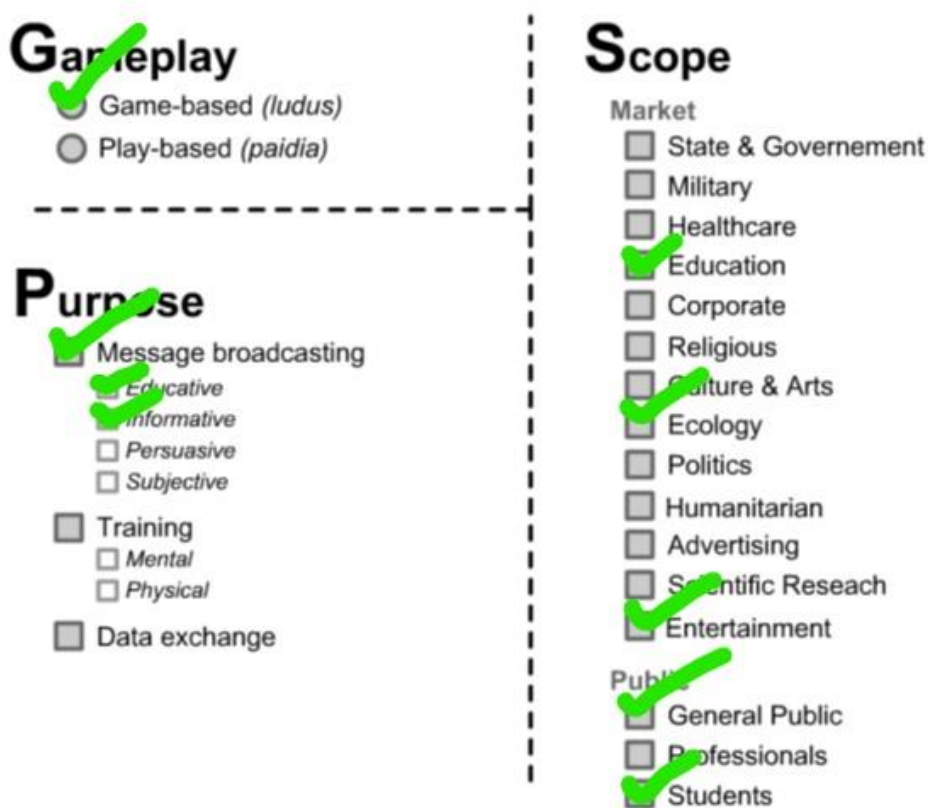 Gameplay
Game-based (ludus)
Play-based (paidia)
Purpose
Message broadcasting
Educative
Informative
Persuasive
Subjective
Training
Mental
Physical
Data exchange
Scope
Market
State & Governement
Military
Healthcare
Education
Corporate
Religious
Culture & Arts
Ecology
Politics
Humanitarian
Advertising
Scientific Reseach
Entertainment
Public
General Public
Professionals
Students